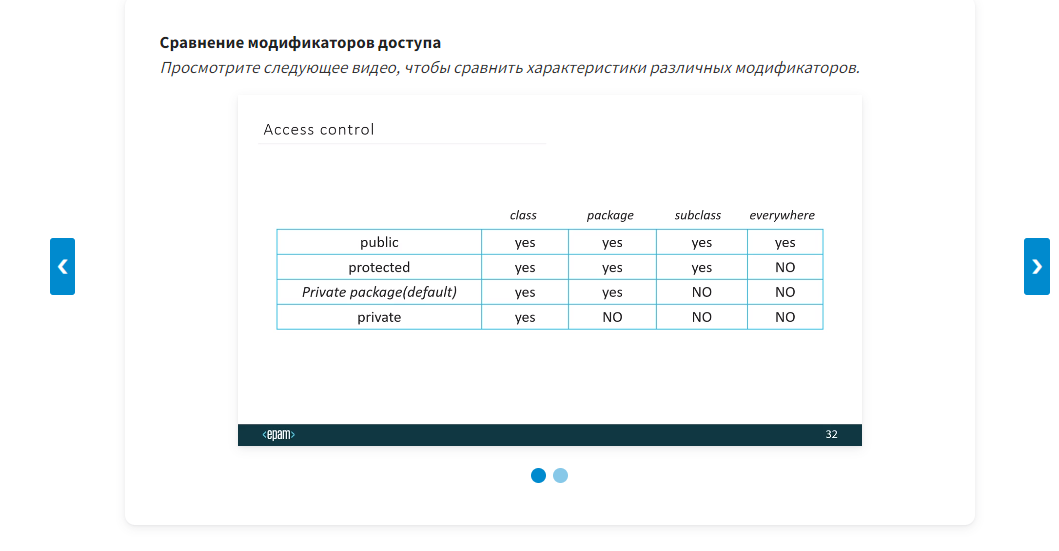 Сравнение модификаторов доступа
Просмотрите следующее видео, чтобы сравнить характеристики различных модификаторов.
Access control
class package subclass everywhere
public yes yes yes yes
protected yes yes yes NO
Private package(default) yes yes NO NO
private yes NO NO NO
<epam> 32